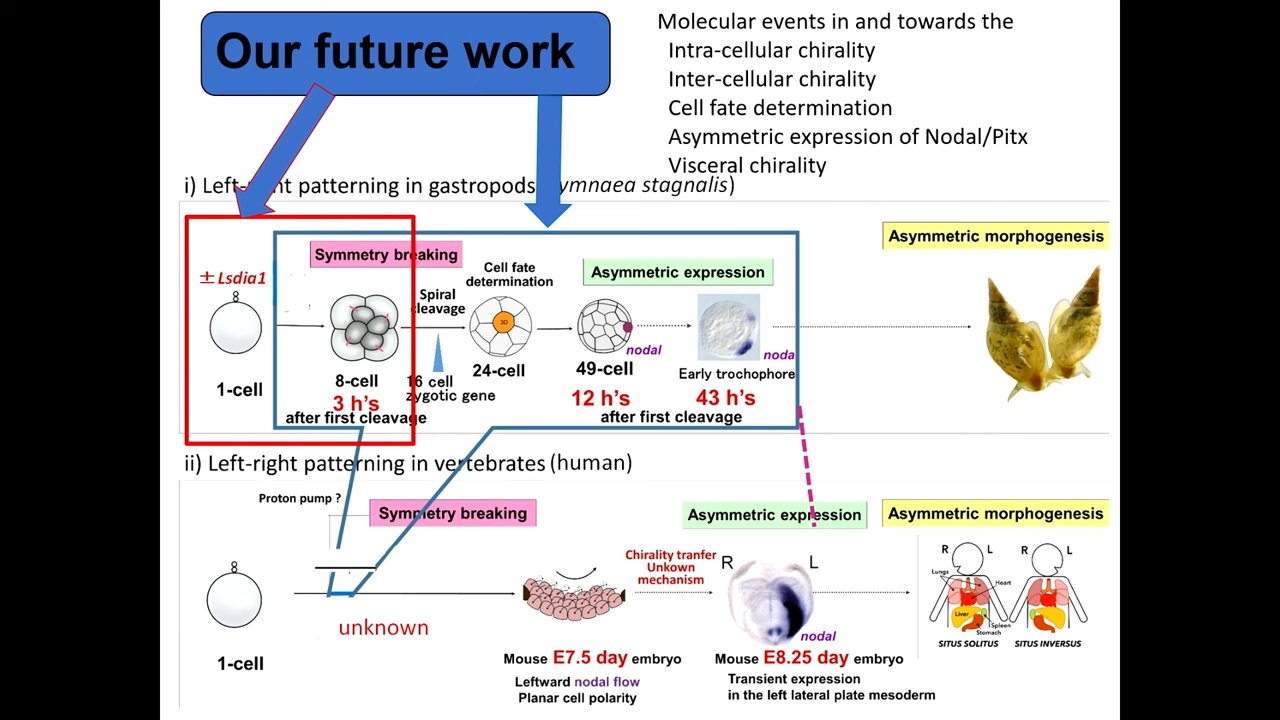 Our future work
Molecular events in and towards the
Intra-cellular chirality
Inter-cellular chirality
Cell fate determination
Asymmetric expression of Nodal/Pitx
Visceral chirality
i) Left-right patterning in gastropods (Lymnaea stagnalis)
Asymmetric morphogenesis
Symmetry breaking
Cell fate
determination
Asymmetric expression
± Lsdia1
Spiral
cleavage
3D
nodal
noda
1-cell
8-cell
3 h's
after first cleavage
16 cell
zygotic gene
24-cell
49-cell
12 h's
Early trochophore
43 h's
after first cleavage
ii) Left-right patterning in vertebrates (human)
Proton pump ?
Symmetry breaking
Asymmetric expression
Asymmetric morphogenesis
Chirality tranfer
Unkown
mechanism
R L
R L R L
Lungs
Heart
Liver
Spleen
Stomach
SITUS SOLITUS SITUS INVERSUS
unknown
nodal
1-cell
Mouse E7.5 day embryo
Leftward nodal flow
Planar cell polarity
Mouse E8.25 day embryo
Transient expression
in the left lateral plate mesoderm